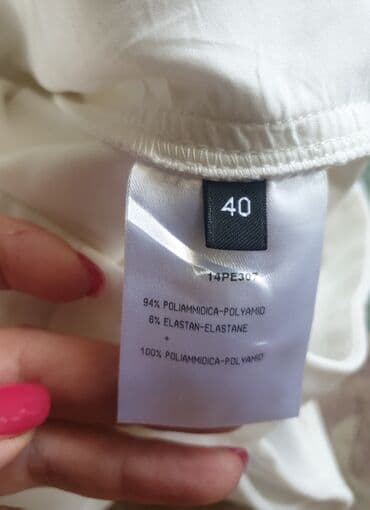 40
14PE307
94% POLIAMMIDICA-POLYAMID
6% ELASTAN-ELASTANE
+
100% POLIAMMIDICA-POLYAMID